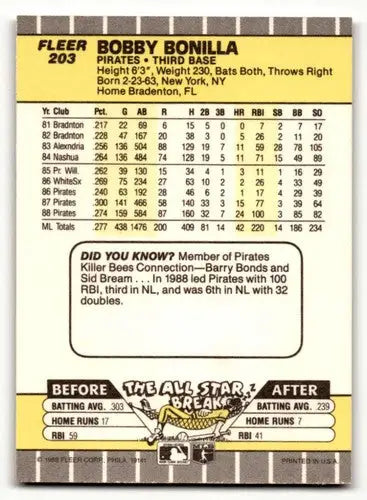 FLEER
203
BOBBY BONILLA
PIRATES • THIRD BASE
Height 6'3", Weight 230, Bats Both, Throws Right
Born 2-23-63, New York, NY
Home Bradenton, FL
Yr. Club Pct. G AB R H 2B 3B HR RBI SB BB SO
81 Bradnton .217 22 69 6 15 5 0 0 7 2 7 17
82 Bradnton .228 47 167 20 38 3 0 5 26 2 11 20
83 Alexndria .256 136 504 88 129 19 7 11 59 28 78 105
84 Nashua .264 136 484 74 128 19 5 11 71 15 49 89
85 Pr. Will. .262 39 130 15 34 4 1 3 11 1 16 29
86 WhiteSx .269 75 234 27 63 10 2 2 26 4 33 49
86 Pirates .240 63 192 28 46 6 2 1 17 4 29 39
87 Pirates .300 141 466 58 140 33 3 15 77 3 39 64
88 Pirates .274 159 584 87 160 32 7 24 100 3 85 82
ML Totals .277 438 1476 200 409 81 14 42 220 14 186 234
DID YOU KNOW? Member of Pirates
Killer Bees Connection—Barry Bonds and
Sid Bream . . . In 1988 led Pirates with 100
RBI, third in NL, and was 6th in NL with 32
doubles.
THE ALL STAR
BREAK
BEFORE
BATTING AVG. .303
HOME RUNS 17
RBI 59
AFTER
BATTING AVG. .239
HOME RUNS 7
RBI 41
© 1989 FLEER CORP., PHILA. 19141
PRINTED IN U.S.A.